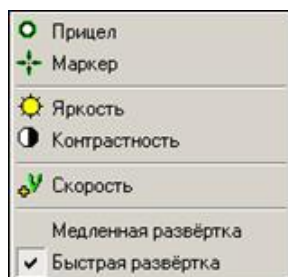 Прицел
Маркер
Яркость
Контрастность
Скорость
Медленная развёртка
Быстрая развёртка